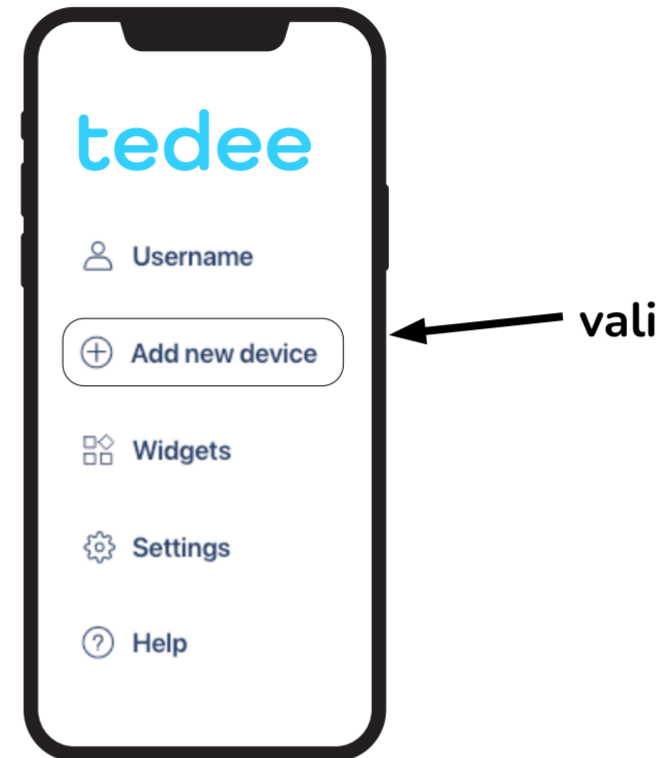 tedee
Username
Add new device
vali
Widgets
Settings
Help